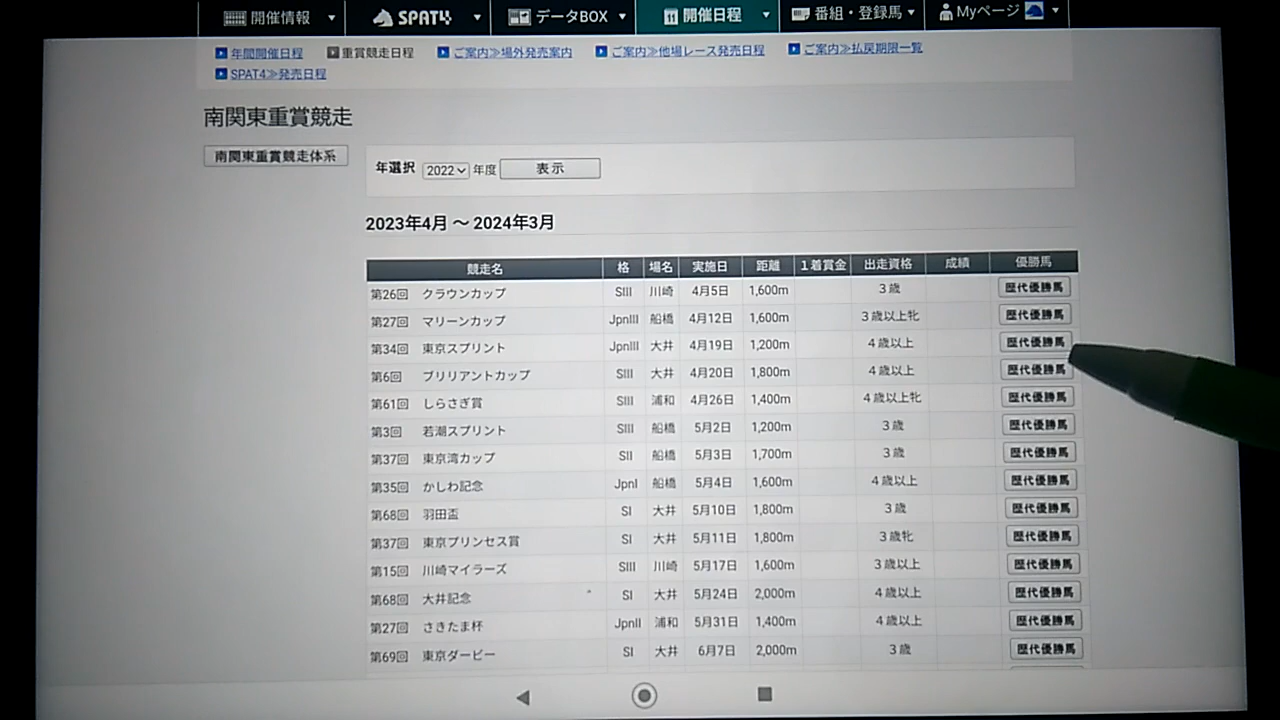 開催情報 ▼ SPAT4 ▼ データBOX ▼ 開催日程 ▼ 番組・登録馬 ▼ Myページ ▼
年間開催日程 重賞競走日程 ご案内≫場外発売案内 ご案内≫他場レース発売日程 ご案内≫払戻期限一覧
SPAT4≫発売日程
南関東重賞競走
南関東重賞競走体系
年選択 2022 年度 表示
2023年4月 〜 2024年3月
競走名 格 場名 実施日 距離 1着賞金 出走資格 成績 優勝馬
第26回 クラウンカップ SIII 川崎 4月5日 1,600m 3歳 歴代優勝馬
第27回 マリーンカップ JpnIII 船橋 4月12日 1,600m 3歳以上牝 歴代優勝馬
第34回 東京スプリント JpnIII 大井 4月19日 1,200m 4歳以上 歴代優勝馬
第6回 ブリリアントカップ SIII 大井 4月20日 1,800m 4歳以上 歴代優勝馬
第61回 しらさぎ賞 SIII 浦和 4月26日 1,400m 4歳以上牝 歴代優勝馬
第3回 若潮スプリント SIII 船橋 5月2日 1,200m 3歳 歴代優勝馬
第37回 東京湾カップ SII 船橋 5月3日 1,700m 3歳 歴代優勝馬
第35回 かしわ記念 JpnI 船橋 5月4日 1,600m 4歳以上 歴代優勝馬
第68回 羽田盃 SI 大井 5月10日 1,800m 3歳 歴代優勝馬
第37回 東京プリンセス賞 SI 大井 5月11日 1,800m 3歳牝 歴代優勝馬
第15回 川崎マイラーズ SIII 川崎 5月17日 1,600m 3歳以上 歴代優勝馬
第68回 大井記念 SI 大井 5月24日 2,000m 4歳以上 歴代優勝馬
第27回 さきたま杯 JpnII 浦和 5月31日 1,400m 4歳以上 歴代優勝馬
第69回 東京ダービー SI 大井 6月7日 2,000m 3歳 歴代優勝馬